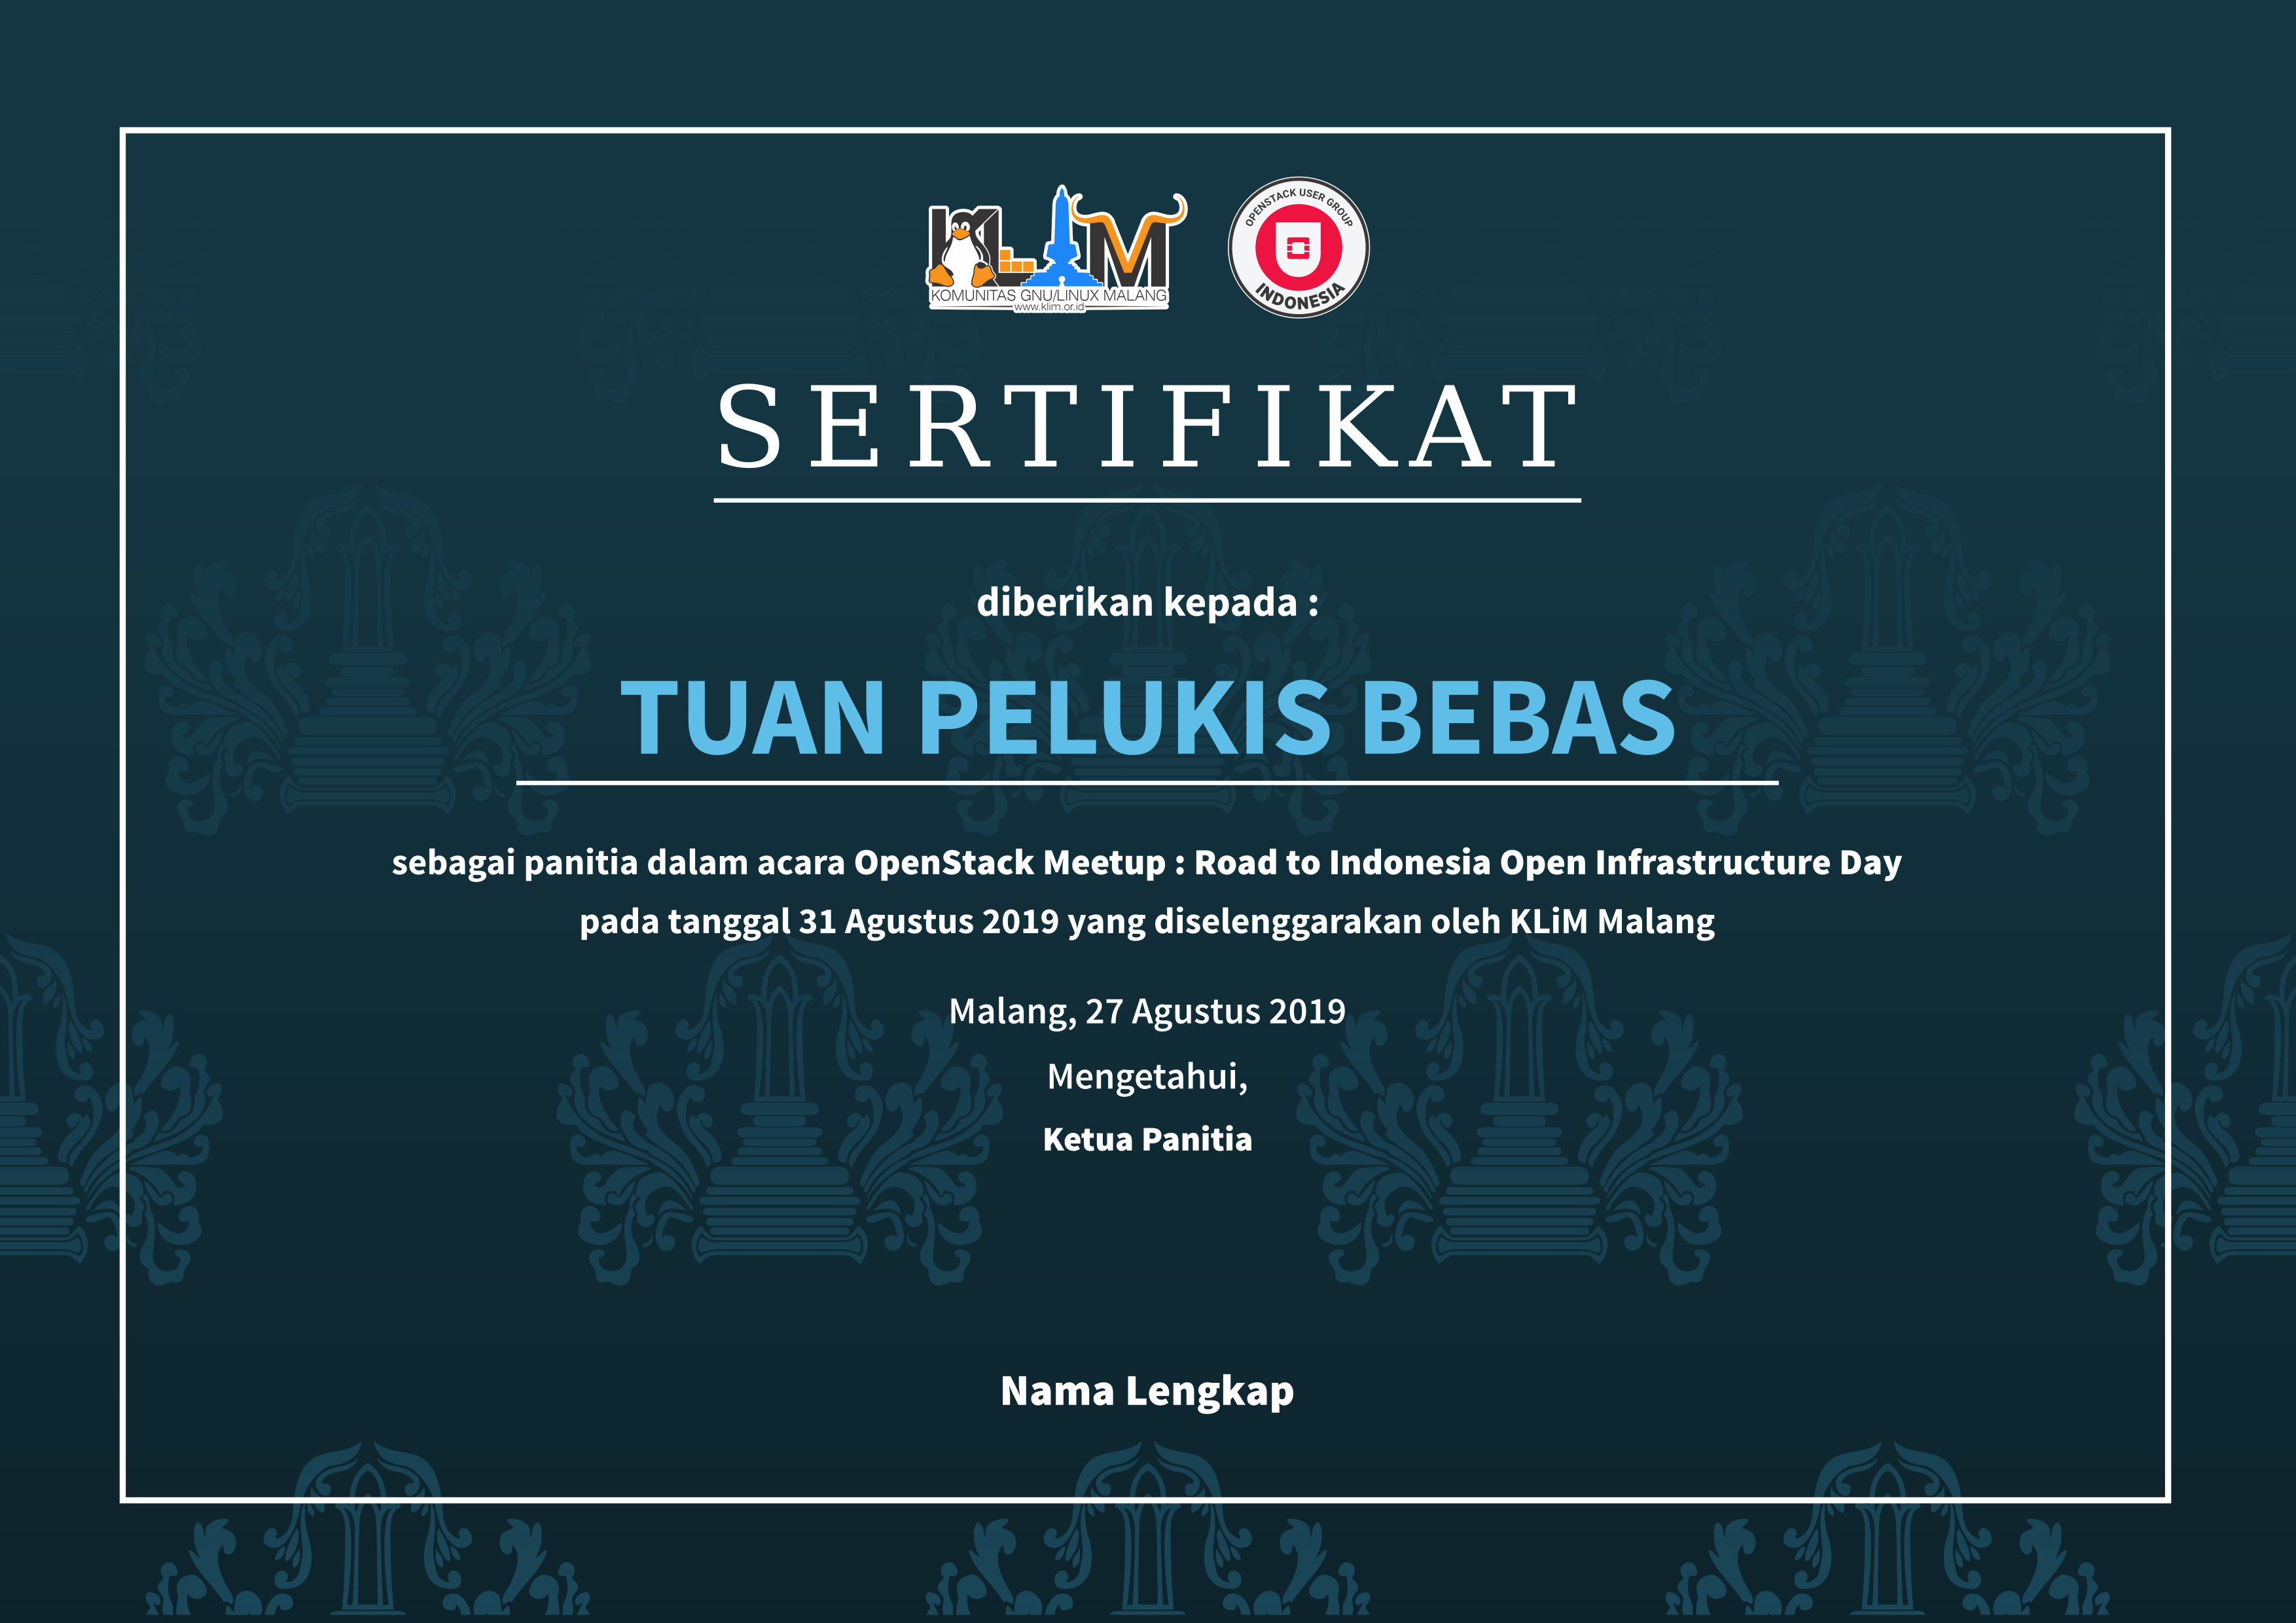 KLiM
KOMUNITAS GNU/LINUX MALANG
www.klim.or.id
OPENSTACK USER GROUP
INDONESIA
SERTIFIKAT
diberikan kepada :
TUAN PELUKIS BEBAS
sebagai panitia dalam acara OpenStack Meetup : Road to Indonesia Open Infrastructure Day
pada tanggal 31 Agustus 2019 yang diselenggarakan oleh KLiM Malang
Malang, 27 Agustus 2019
Mengetahui,
Ketua Panitia
Nama Lengkap